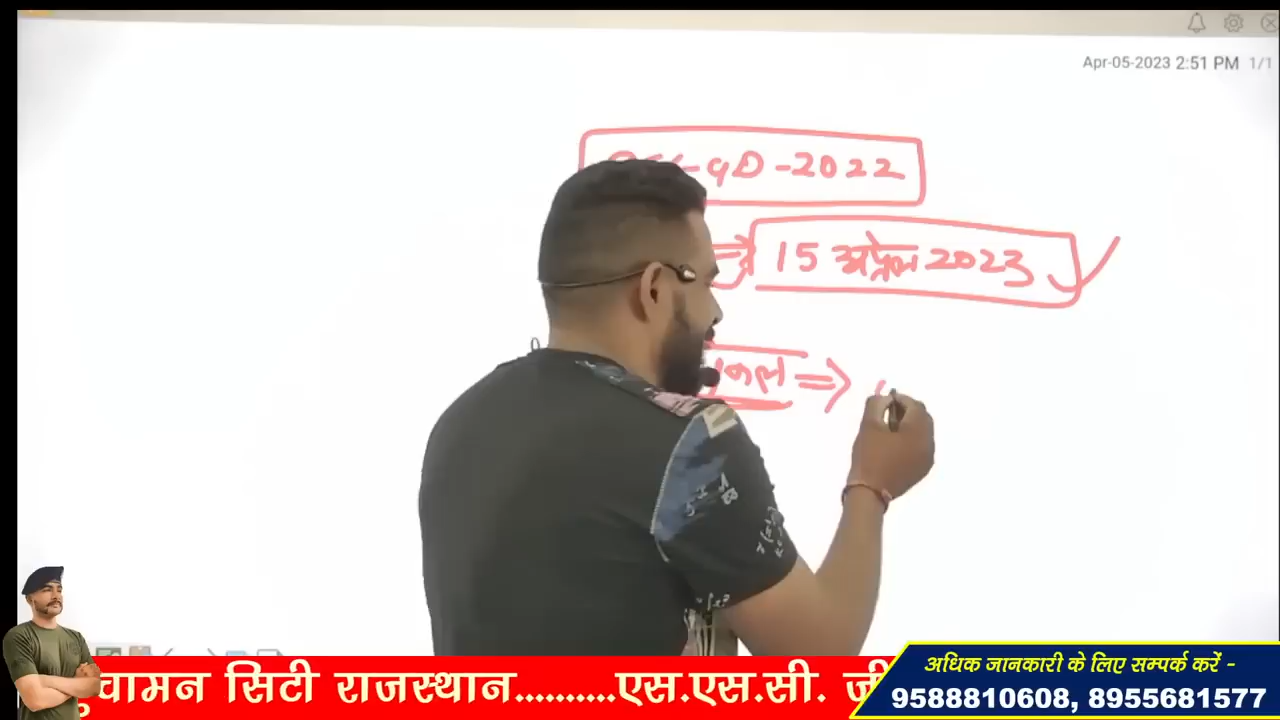 Apr-05-2023 2:51 PM 1/1
GD-2022
15 अप्रैल 2023
वामन सिटी राजस्थान..........एस.एस.सी.
अधिक जानकारी के लिए सम्पर्क करें -
9588810608, 8955681577